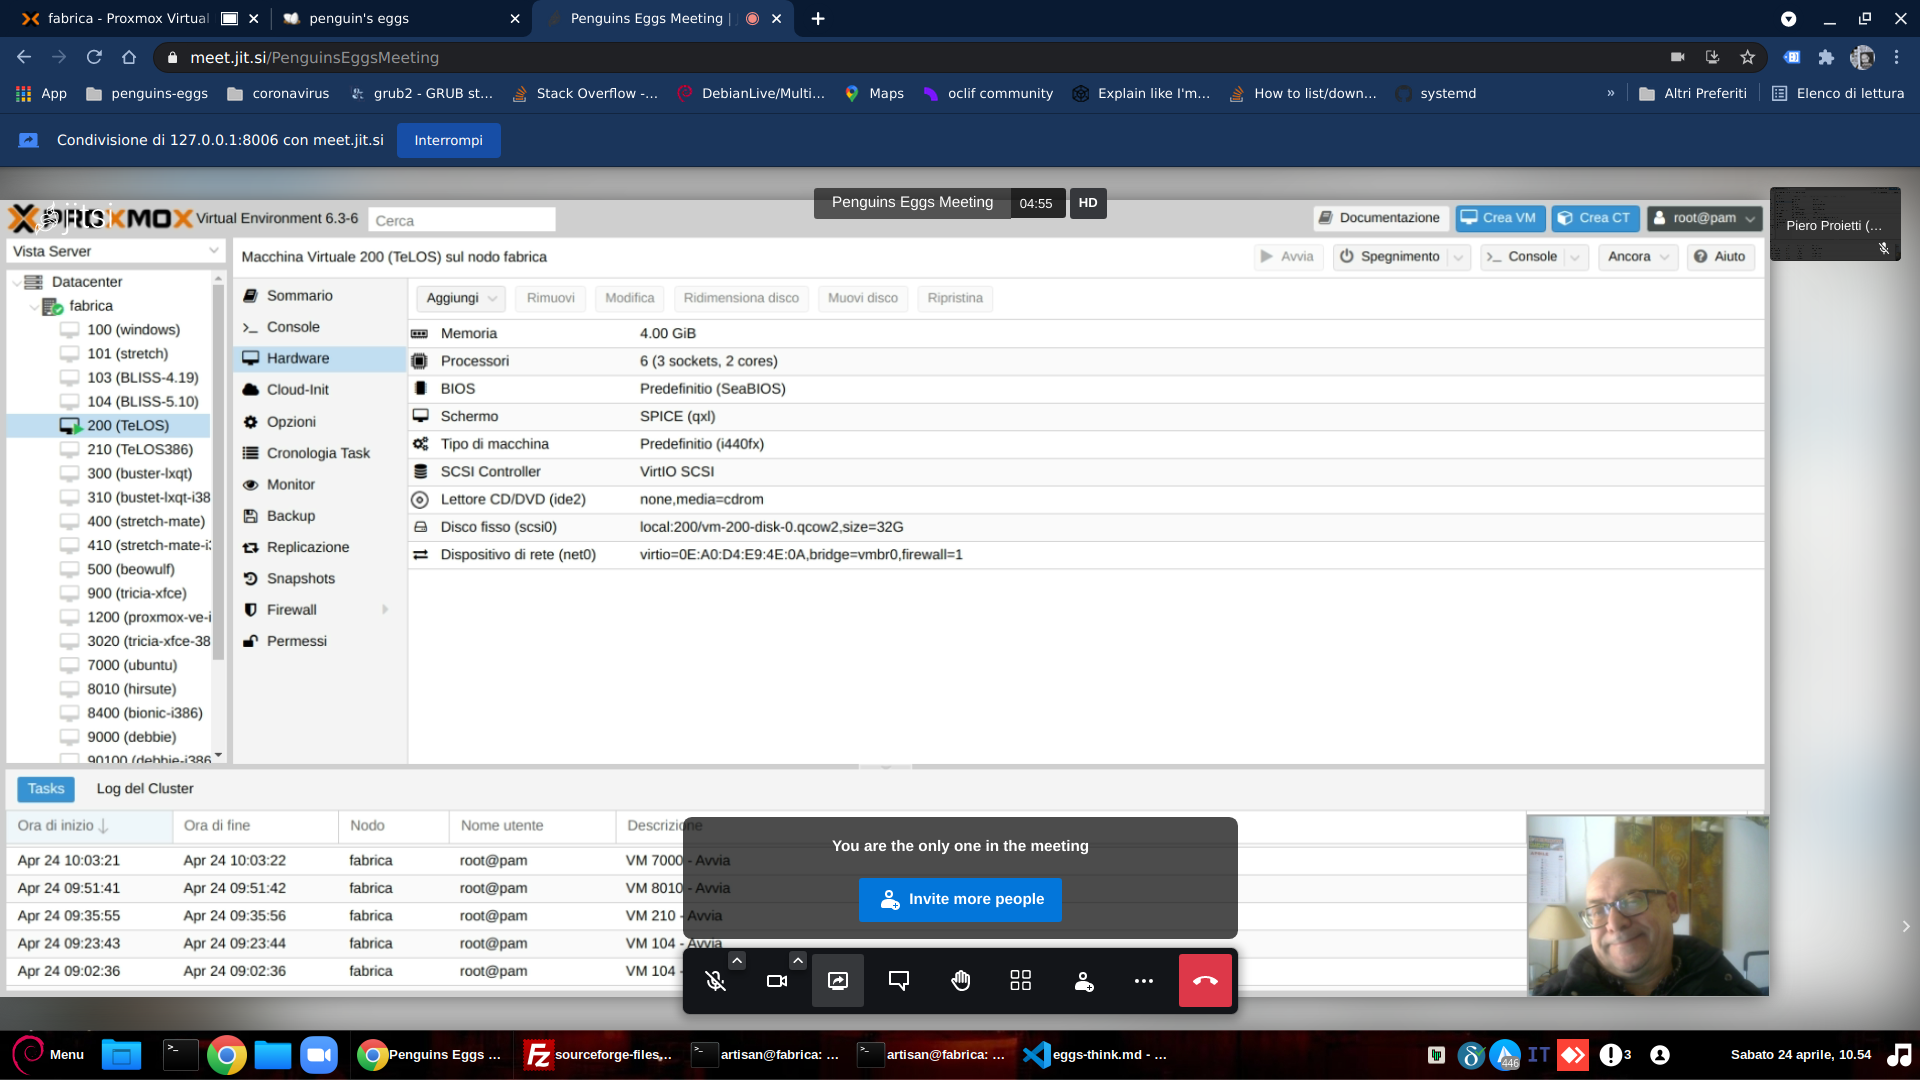 fabrica - Proxmox Virtual
penguin's eggs
Penguins Eggs Meeting |
meet.jit.si/PenguinsEggsMeeting
App
penguins-eggs
coronavirus
grub2 - GRUB st...
Stack Overflow -...
DebianLive/Multi...
Maps
oclif community
Explain like I'm...
How to list/down...
systemd
»
Altri Preferiti
Elenco di lettura
Condivisione di 127.0.0.1:8006 con meet.jit.si
Interrompi
Penguins Eggs Meeting
04:55
HD
PROXMOX
jitsi
Virtual Environment 6.3-6
Cerca
Documentazione
Crea VM
Crea CT
root@pam
Piero Proietti (...
Vista Server
Macchina Virtuale 200 (TeLOS) sul nodo fabrica
Avvia
Spegnimento
Console
Ancora
Aiuto
Datacenter
fabrica
100 (windows)
101 (stretch)
103 (BLISS-4.19)
104 (BLISS-5.10)
200 (TeLOS)
210 (TeLOS386)
300 (buster-lxqt)
310 (bustet-lxqt-i38
400 (stretch-mate)
410 (stretch-mate-i:
500 (beowulf)
900 (tricia-xfce)
1200 (proxmox-ve-i
3020 (tricia-xfce-38
7000 (ubuntu)
8010 (hirsute)
8400 (bionic-i386)
9000 (debbie)
90100 (debbie-i386
Sommario
Console
Hardware
Cloud-Init
Opzioni
Cronologia Task
Monitor
Backup
Replicazione
Snapshots
Firewall
Permessi
Aggiungi
Rimuovi
Modifica
Ridimensiona disco
Muovi disco
Ripristina
Memoria 4.00 GiB
Processori 6 (3 sockets, 2 cores)
BIOS Predefinitio (SeaBIOS)
Schermo SPICE (qxl)
Tipo di macchina Predefinitio (i440fx)
SCSI Controller VirtIO SCSI
Lettore CD/DVD (ide2) none,media=cdrom
Disco fisso (scsi0) local:200/vm-200-disk-0.qcow2,size=32G
Dispositivo di rete (net0) virtio=0E:A0:D4:E9:4E:0A,bridge=vmbr0,firewall=1
Tasks
Log del Cluster
Ora di inizio Ora di fine Nodo Nome utente Descrizione
Apr 24 10:03:21 Apr 24 10:03:22 fabrica root@pam VM 7000 - Avvia
Apr 24 09:51:41 Apr 24 09:51:42 fabrica root@pam VM 8010 - Avvia
Apr 24 09:35:55 Apr 24 09:35:56 fabrica root@pam VM 210 - Avvia
Apr 24 09:23:43 Apr 24 09:23:44 fabrica root@pam VM 104 - Avvia
Apr 24 09:02:36 Apr 24 09:02:36 fabrica root@pam VM 104 -
You are the only one in the meeting
Invite more people
Menu
Penguins Eggs ...
sourceforge-files,...
artisan@fabrica: ...
artisan@fabrica: ...
eggs-think.md - ...
446
IT
3
Sabato 24 aprile, 10.54